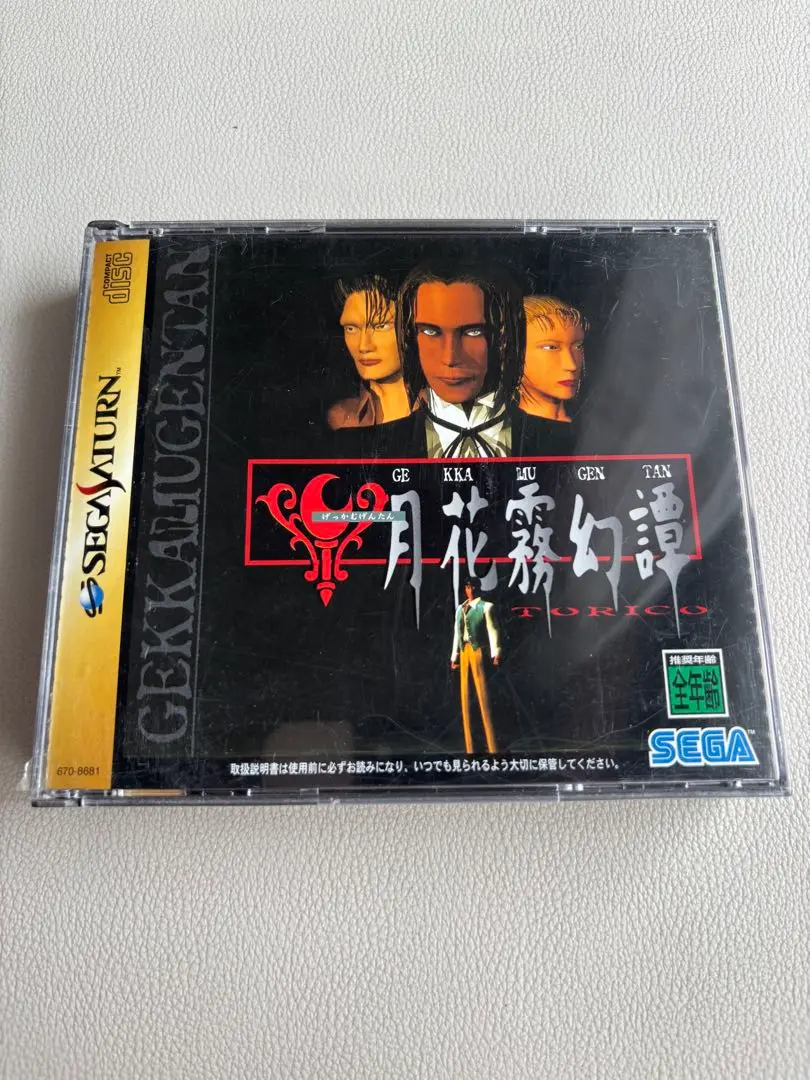 COMPACT
DISC
SEGA SATURN™
670-8681
GEKKAMUGENTAN
GE KKA MU GEN TAN
げっかむげんたん
月花霧幻譚
TORICO
推奨年齢
全年齢
SEGA™
取扱説明書は使用前に必ずお読みになり、いつでも見られるよう大切に保管してください。